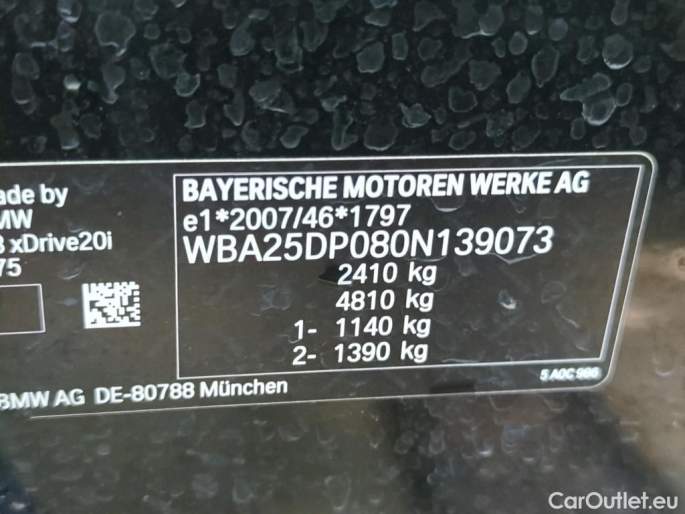 ade by
MW
3 xDrive20i
75
BAYERISCHE MOTOREN WERKE AG
e1*2007/46*1797
WBA25DP080N139073
2410 kg
4810 kg
1- 1140 kg
2- 1390 kg
BMW AG DE-80788 München
5 A0C 986
CarOutlet.eu